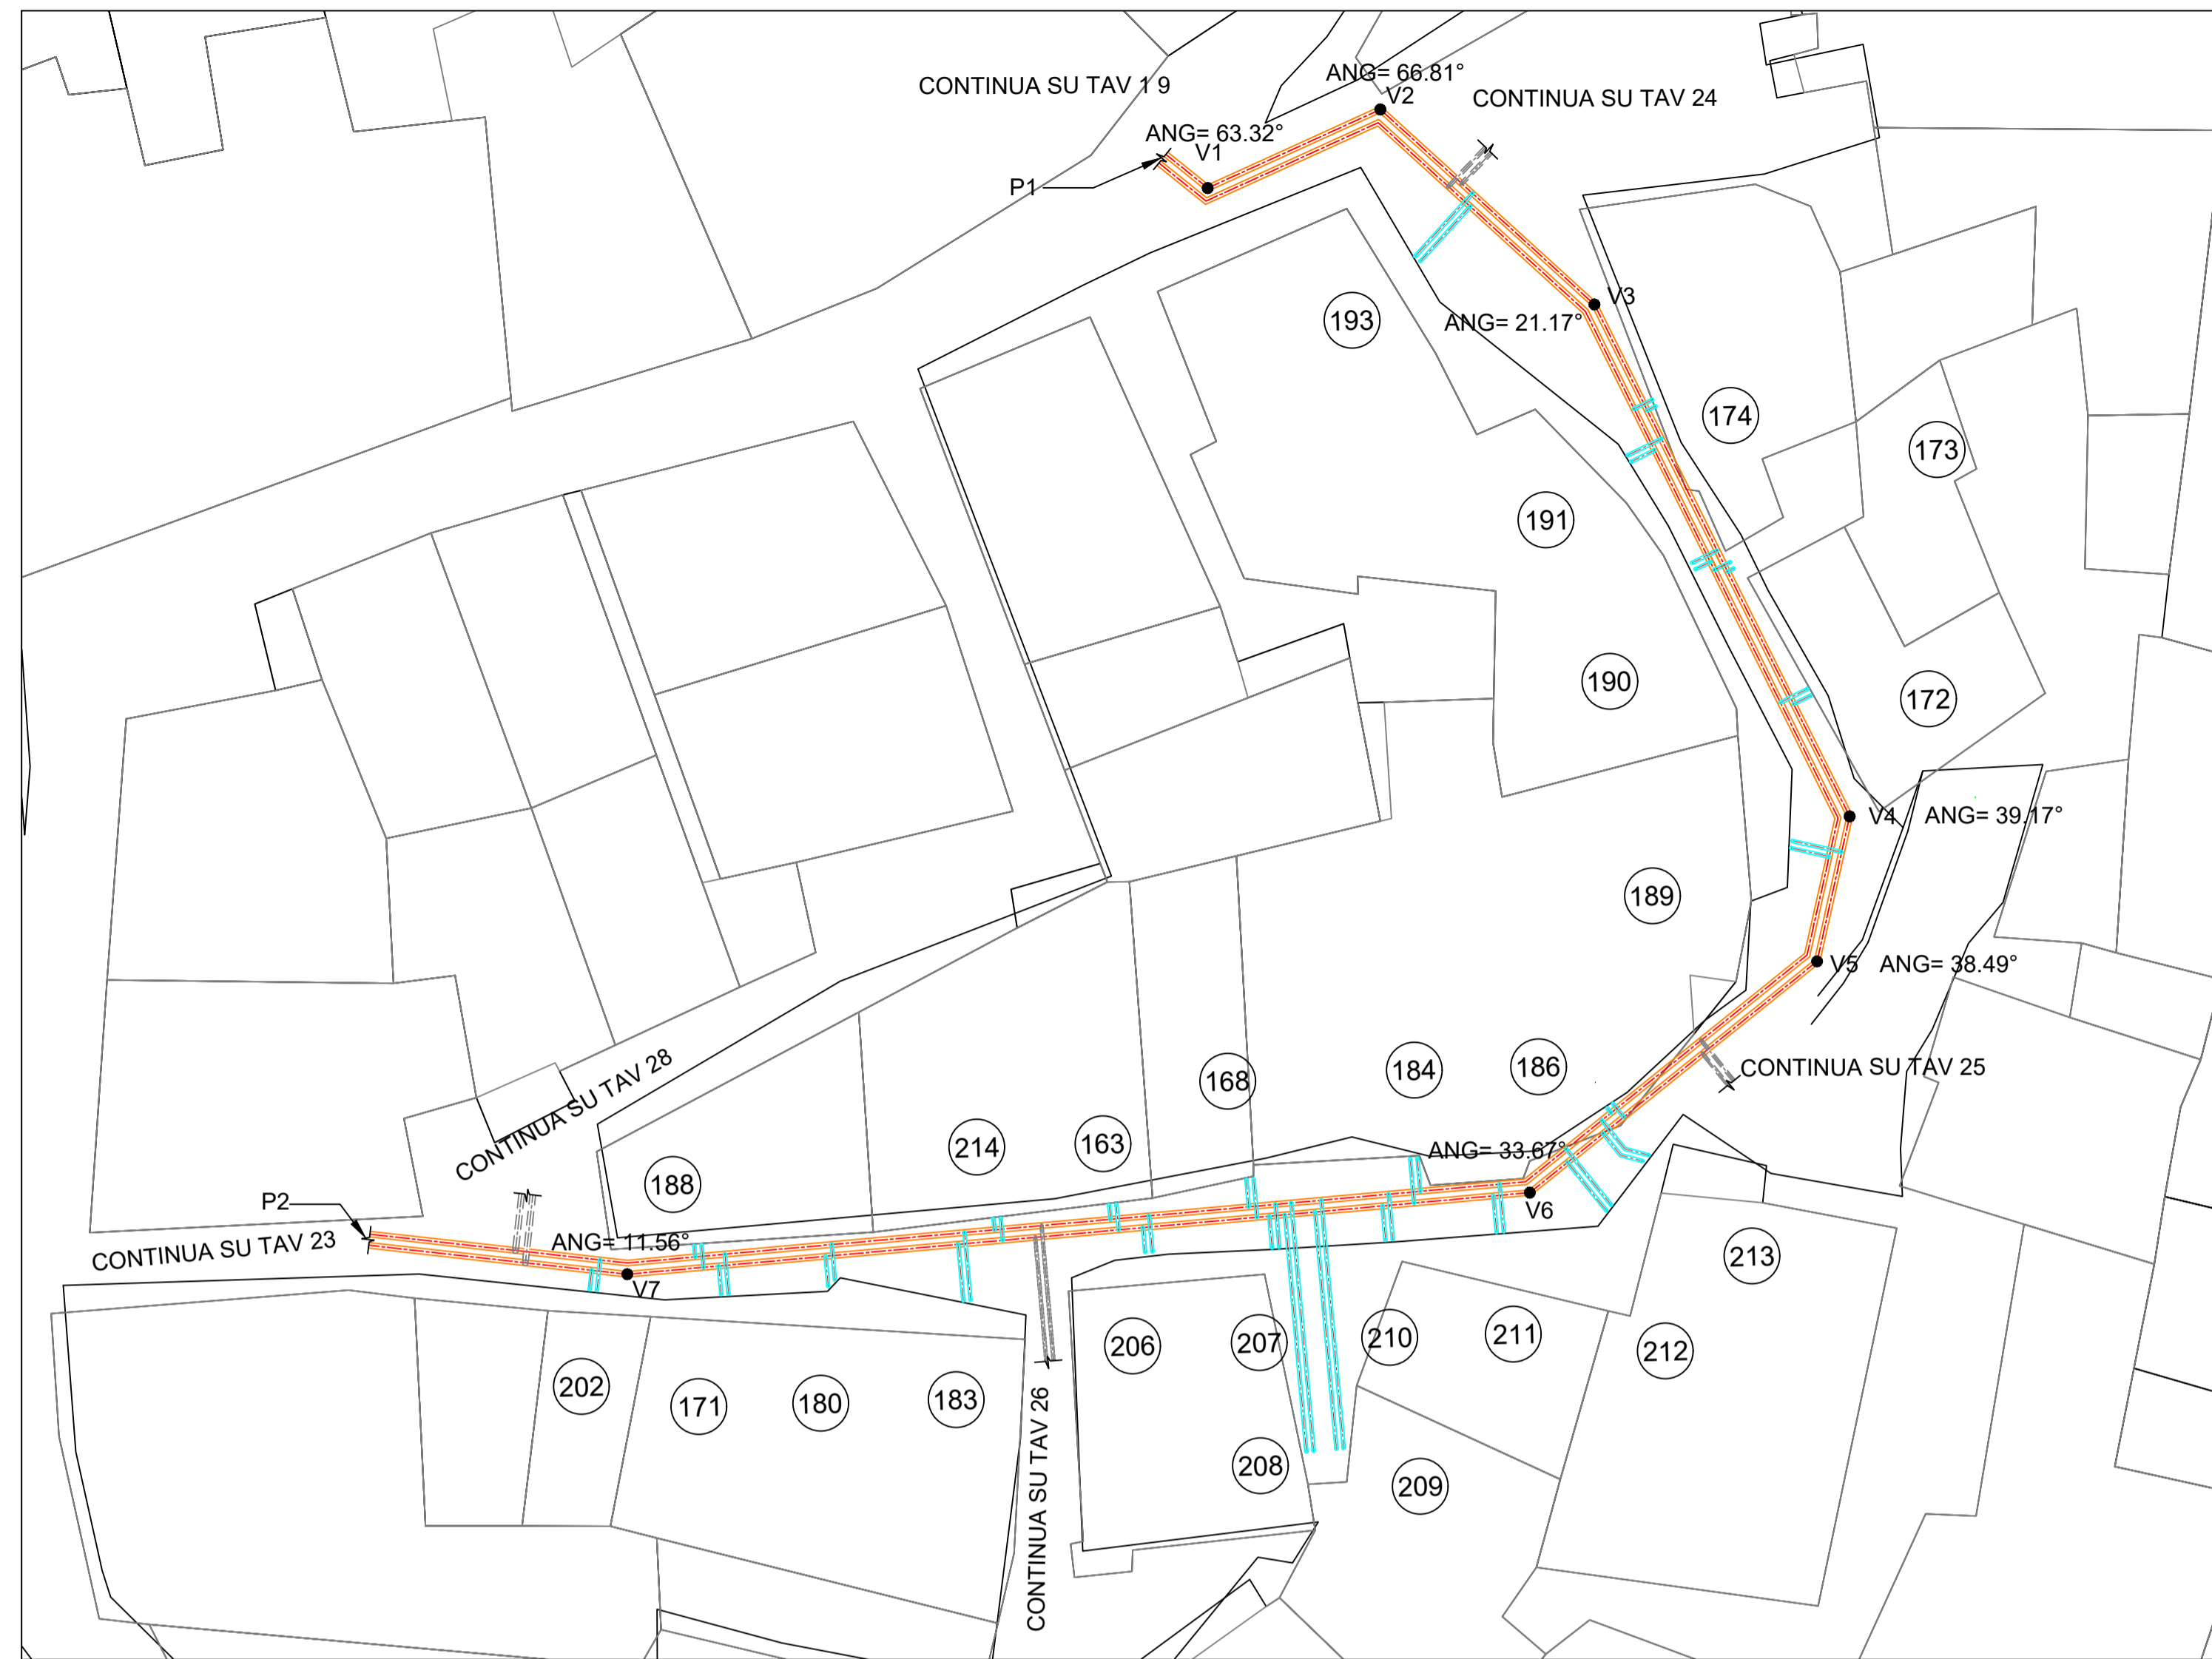 ANG= 66.81°
CONTINUA SU TAV 1 9
V2
CONTINUA SU TAV 24
ANG= 63.32°
V1
P1
V3
193
ANG= 21.17°
174
173
191
190
172
V4
ANG= 39.17°
189
V5
ANG= 38.49°
CONTINUA SU TAV 25
CONTINUA SU TAV 28
168
184
186
214
163
ANG= 33.67°
188
P2
V6
CONTINUA SU TAV 23
ANG= 11.56°
V7
213
206
207
210
211
212
202
171
180
183
CONTINUA SU TAV 26
208
209